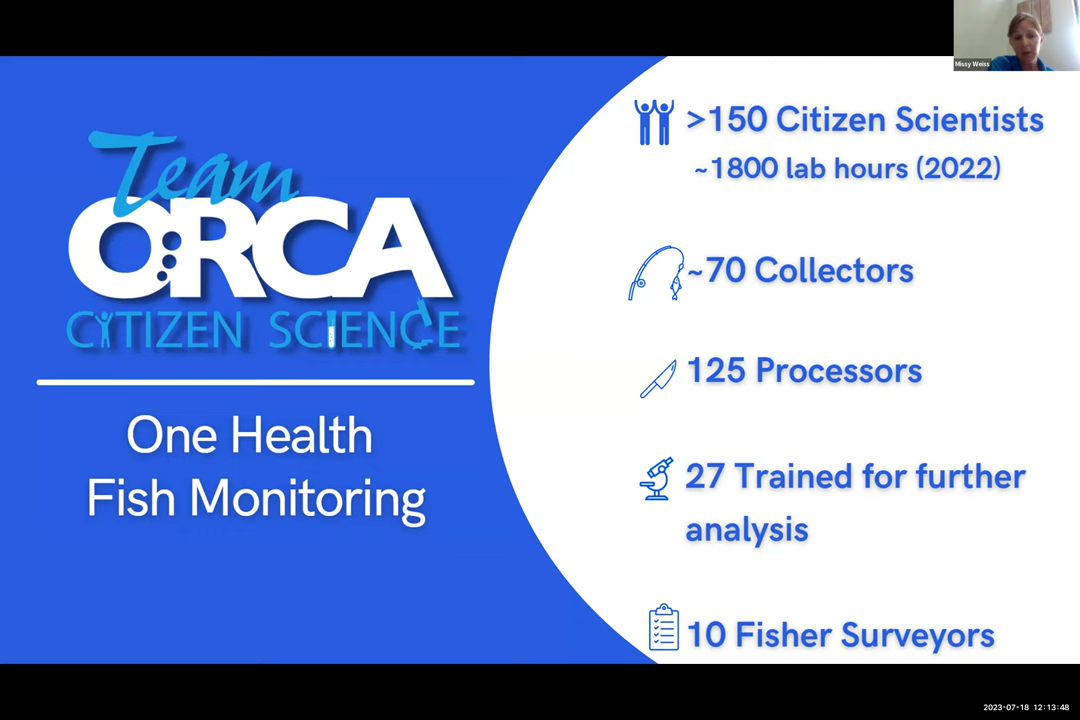 Missy Weiss
Team
ORCA
CITIZEN SCIENCE
One Health
Fish Monitoring
>150 Citizen Scientists
~1800 lab hours (2022)
~70 Collectors
125 Processors
27 Trained for further
analysis
10 Fisher Surveyors
2023-07-18 12:13:48